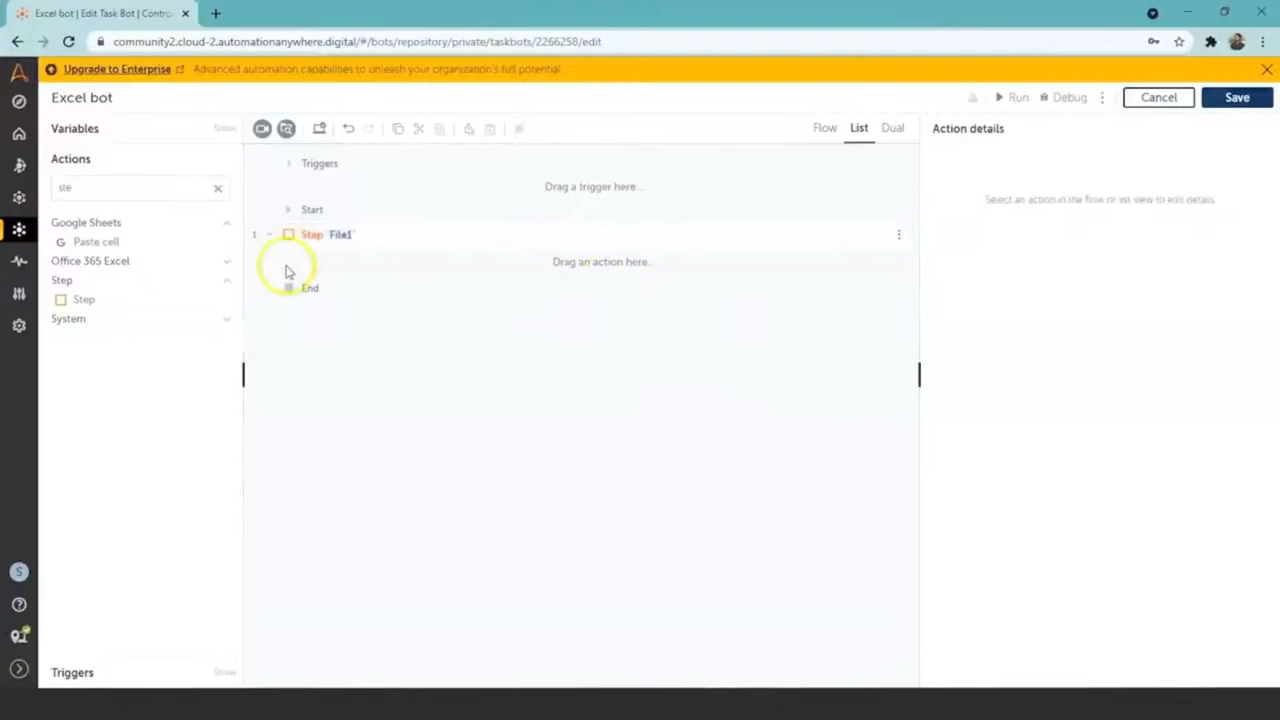 Excel bot | Edit Task Bot | Contro
community2.cloud-2.automationanywhere.digital/#/bots/repository/private/taskbots/2266258/edit
Upgrade to Enterprise Advanced automation capabilities to unleash your organization's full potential
Excel bot
Run Debug Cancel Save
Variables Show
Flow List Dual
Action details
Actions
ste
Triggers
Drag a trigger here...
Select an action in the flow or list view to edit details
Google Sheets
Paste cell
Start
1 Step "File1"
Office 365 Excel
Drag an action here...
Step
Step
End
System
S
Triggers Show